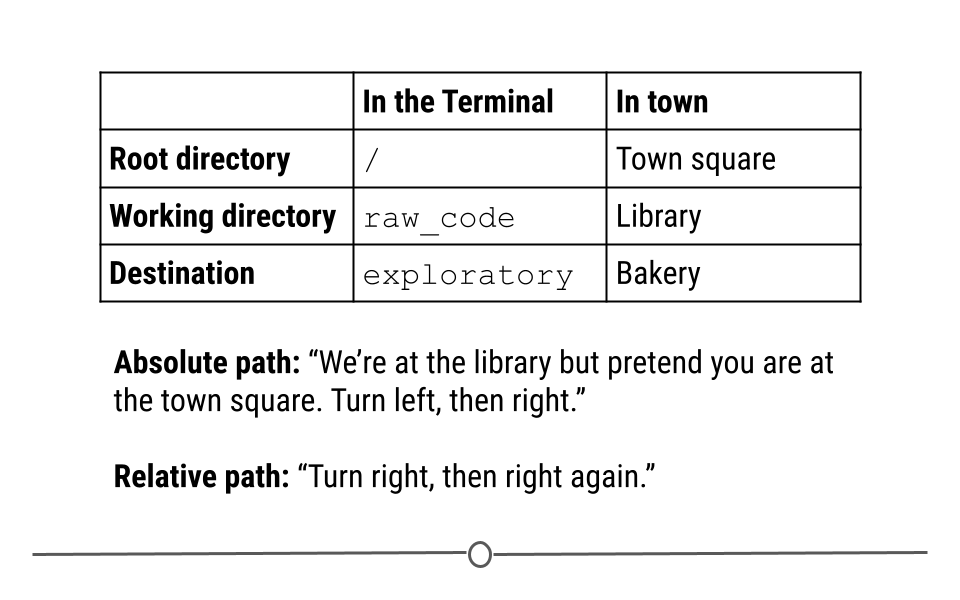 In the Terminal In town
Root directory / Town square
Working directory raw_code Library
Destination exploratory Bakery
Absolute path: “We’re at the library but pretend you are at
the town square. Turn left, then right.”
Relative path: “Turn right, then right again.”